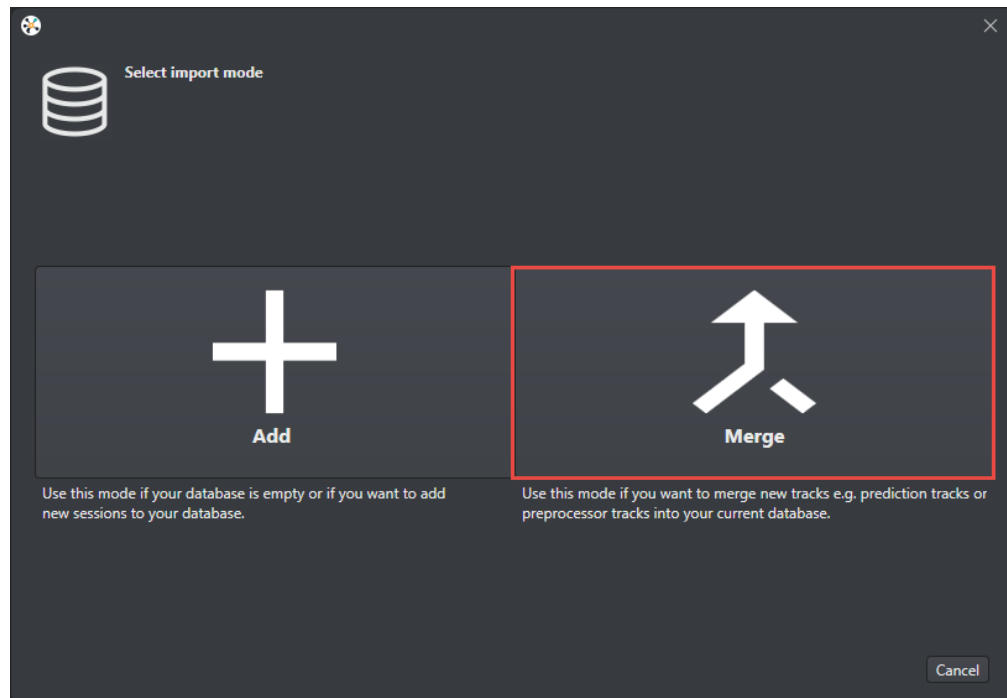 Select import mode
Add
Merge
Use this mode if your database is empty or if you want to add
new sessions to your database.
Use this mode if you want to merge new tracks e.g. prediction tracks or
preprocessor tracks into your current database.
Cancel